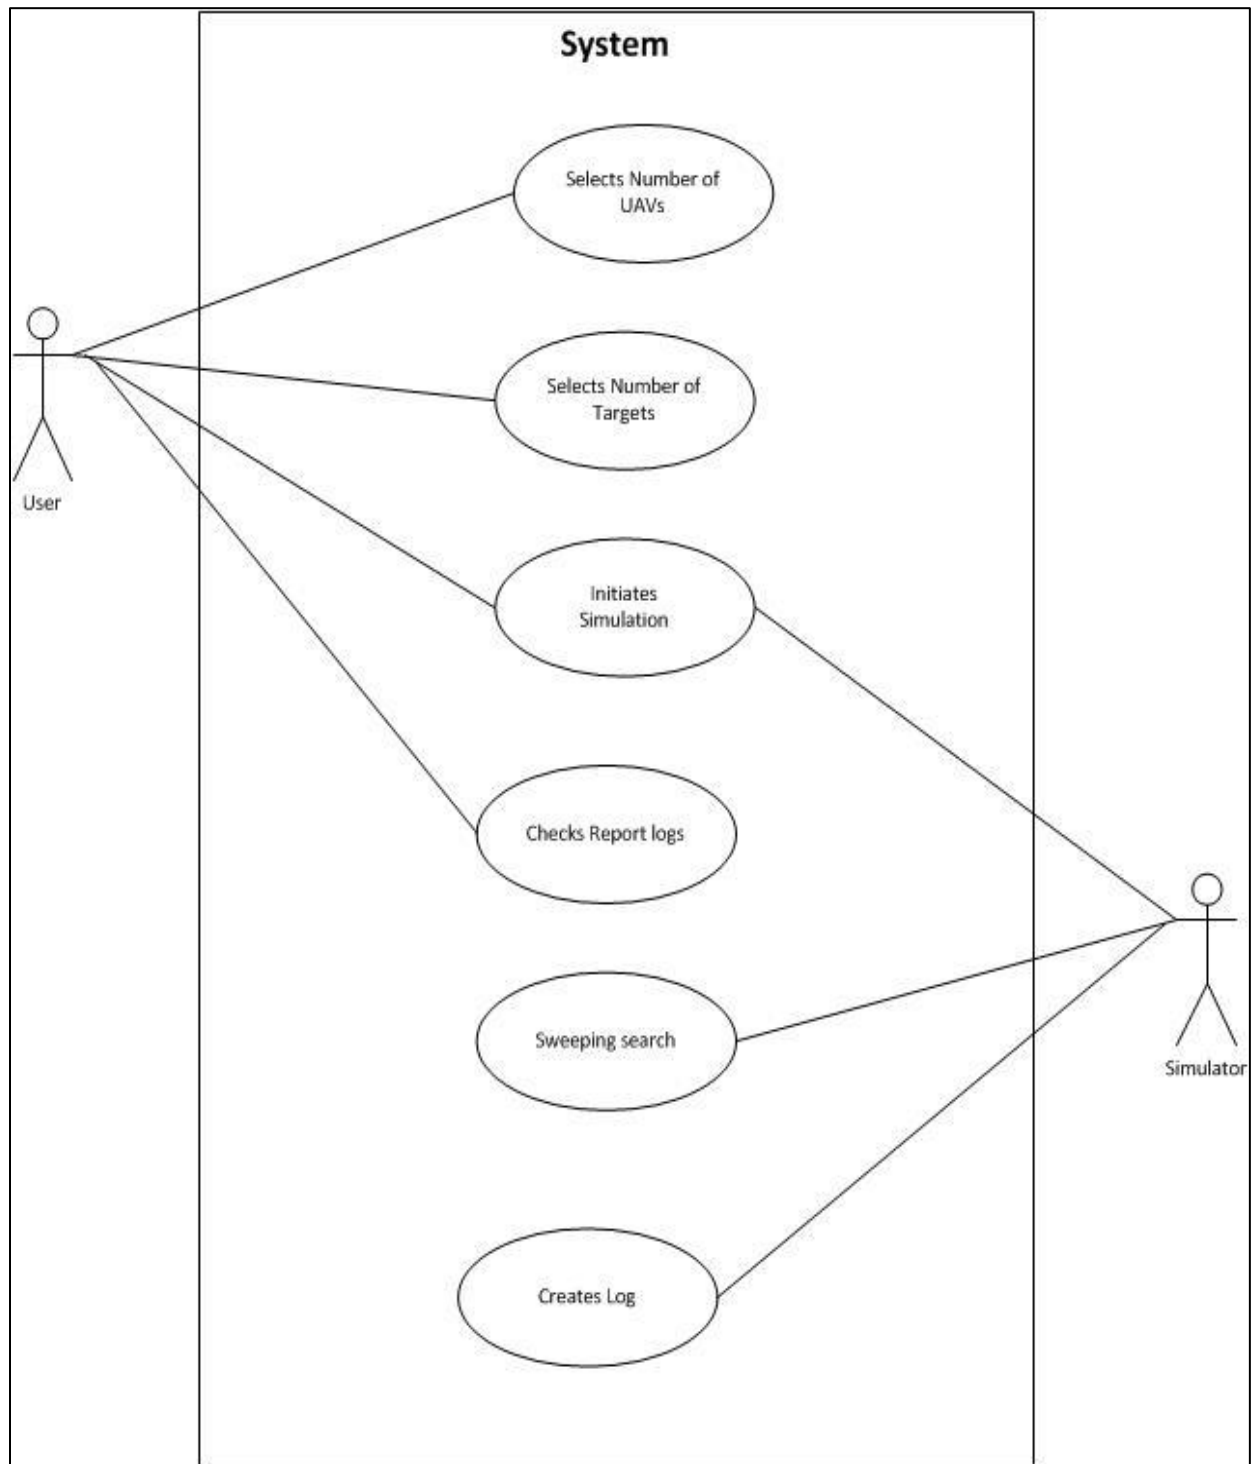 System
Selects Number of
UAVs
Selects Number of
Targets
User
Initiates
Simulation
Checks Report logs
Sweeping search
Simulator
Creates Log